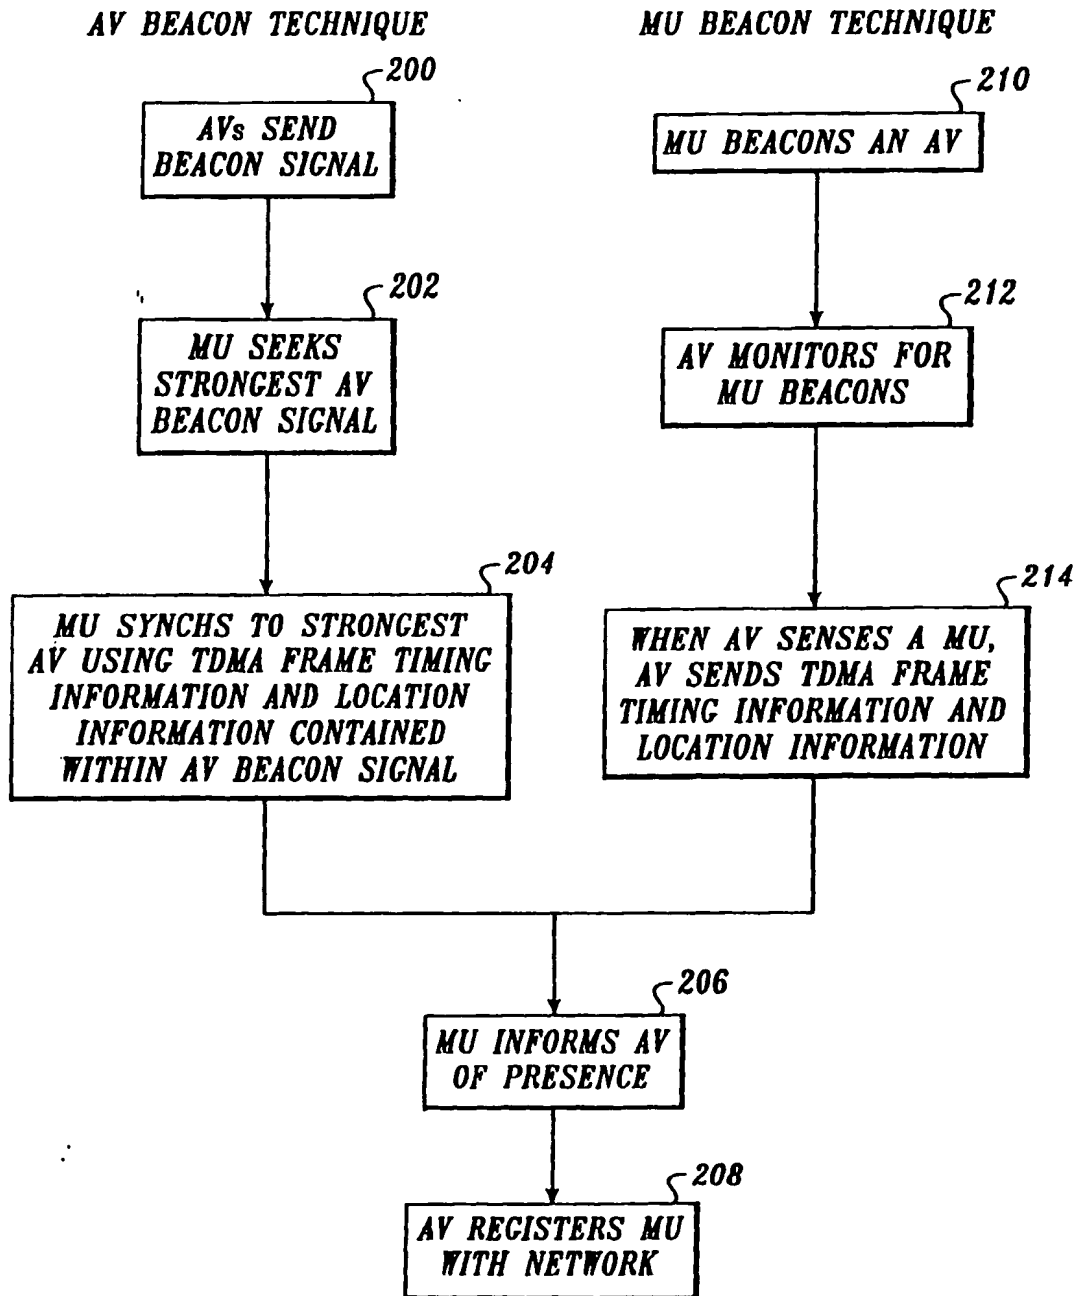 AV BEACON TECHNIQUE
200
AVs SEND
BEACON SIGNAL
202
MU SEEKS
STRONGEST AV
BEACON SIGNAL
204
MU SYNCHS TO STRONGEST
AV USING TDMA FRAME TIMING
INFORMATION AND LOCATION
INFORMATION CONTAINED
WITHIN AV BEACON SIGNAL
MU BEACON TECHNIQUE
210
MU BEACONS AN AV
212
AV MONITORS FOR
MU BEACONS
214
WHEN AV SENSES A MU,
AV SENDS TDMA FRAME
TIMING INFORMATION AND
LOCATION INFORMATION
206
MU INFORMS AV
OF PRESENCE
208
AV REGISTERS MU
WITH NETWORK